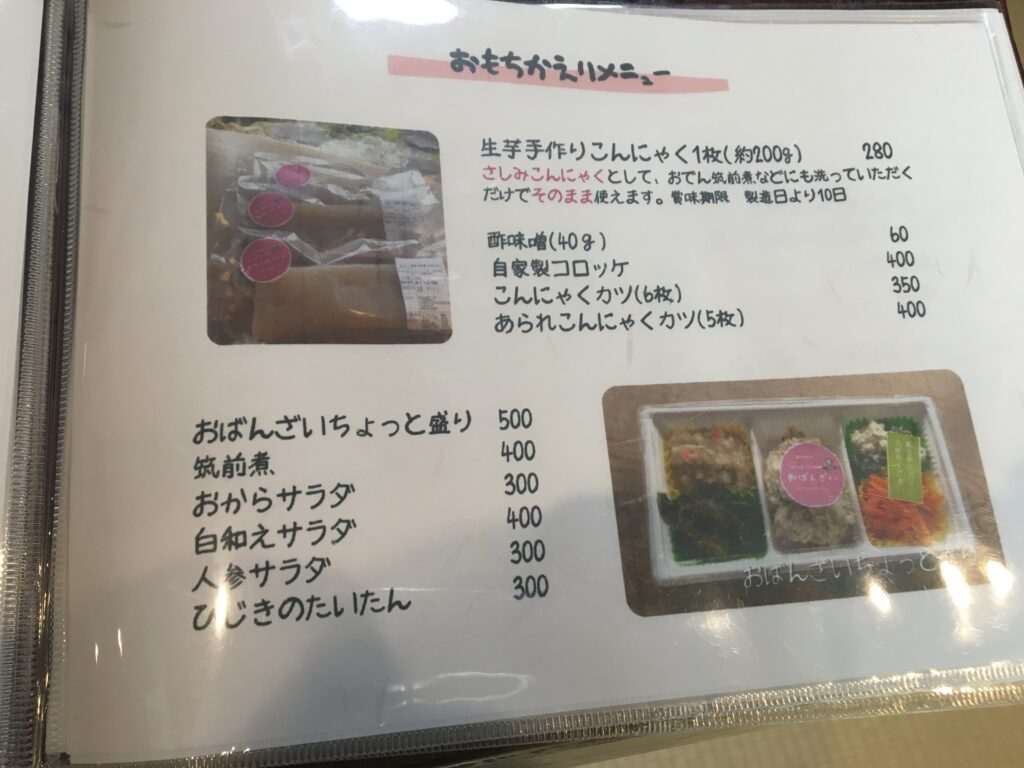 おもちかえりメニュー
生芋手作りこんにゃく1枚(約200g) 280
さしみこんにゃくとして、おでん筑前煮などにも洗っていただく
だけでそのまま使えます。賞味期限 製造日より10日
酢味噌(40g) 60
自家製コロッケ 400
こんにゃくカツ(6枚) 350
あられこんにゃくカツ(5枚) 400
おばんざいちょっと盛り 500
筑前煮 400
おからサラダ 300
白和えサラダ 400
人参サラダ 300
ひじきのたいたん 300
おばんざい
おばんざいちょっと